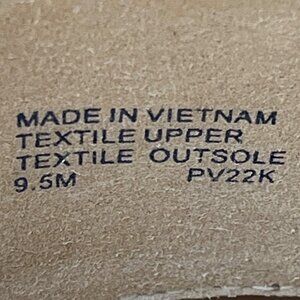 MADE IN VIETNAM
TEXTILE UPPER
TEXTILE OUTSOLE
9.5M PV22K